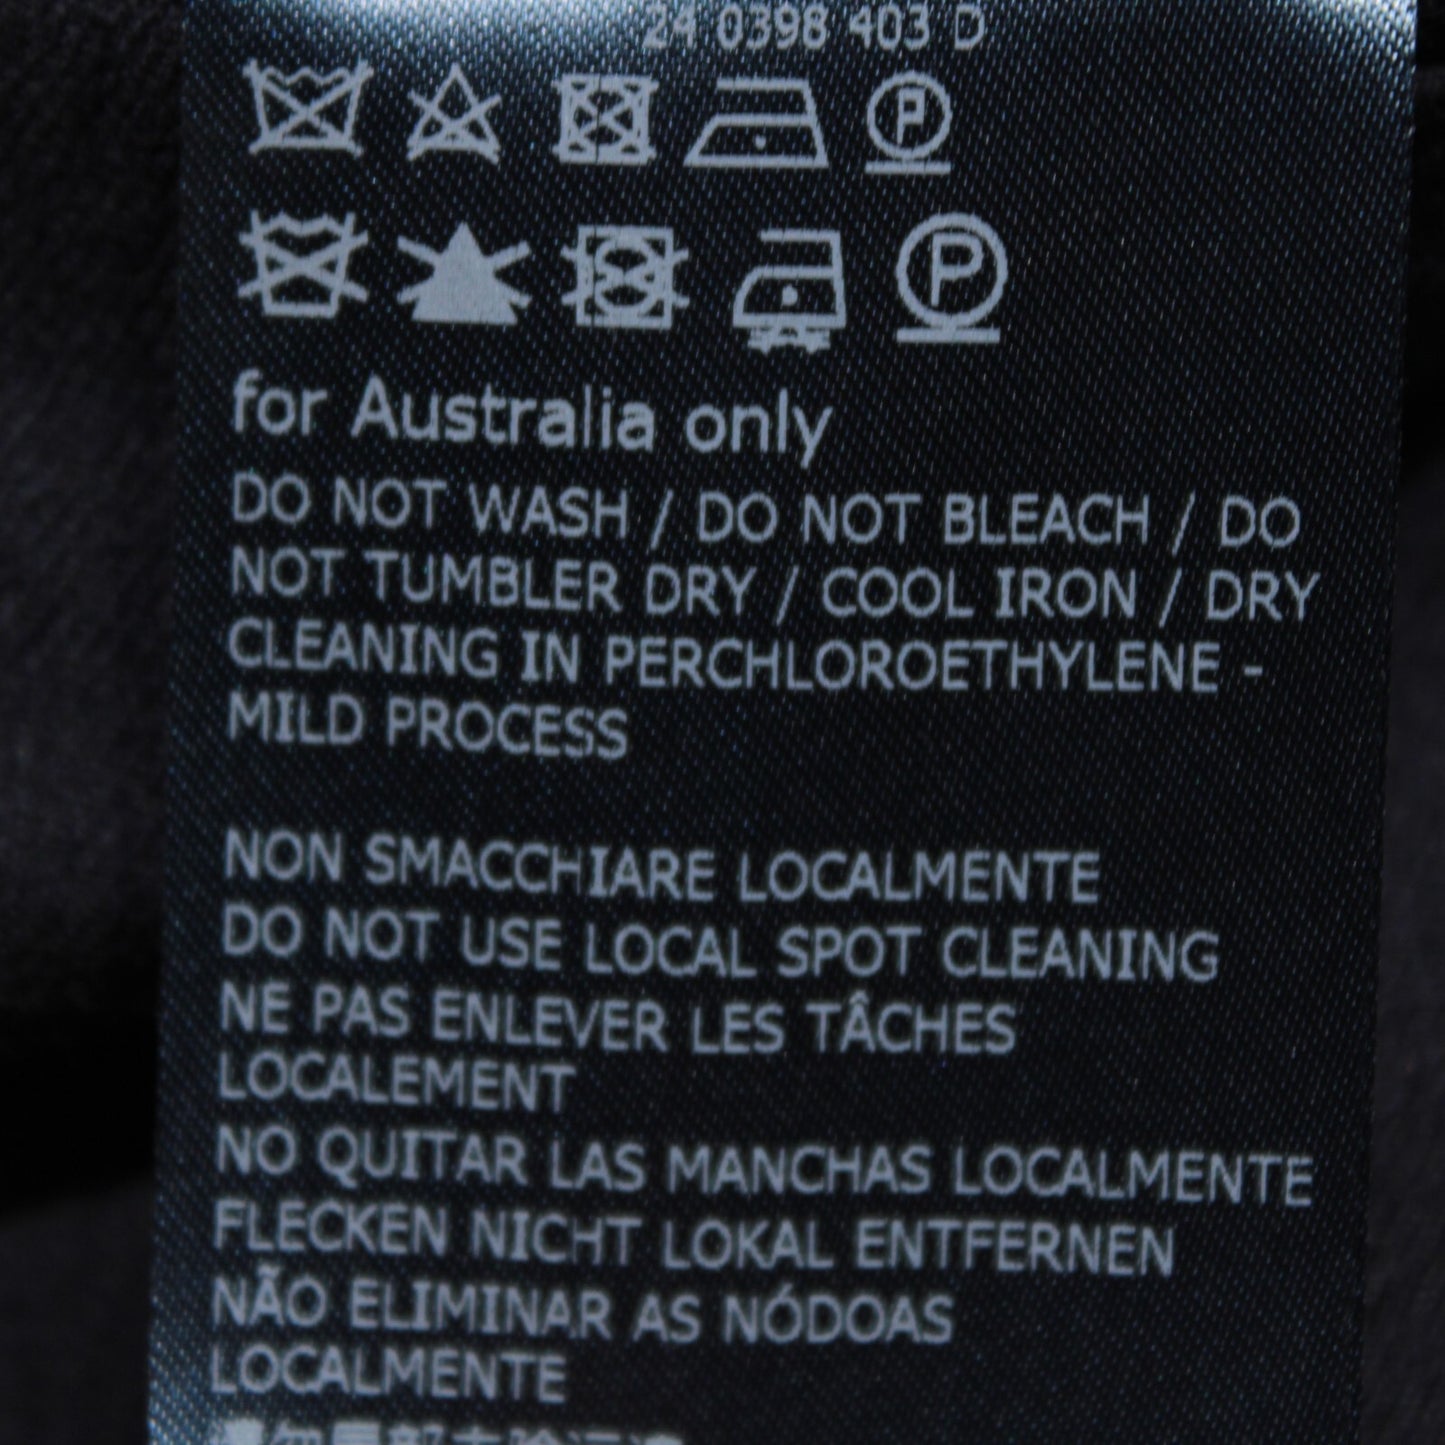 24 0398 403 D
P
P
for Australia only
DO NOT WASH / DO NOT BLEACH / DO
NOT TUMBLER DRY / COOL IRON / DRY
CLEANING IN PERCHLOROETHYLENE -
MILD PROCESS
NON SMACCHIARE LOCALMENTE
DO NOT USE LOCAL SPOT CLEANING
NE PAS ENLEVER LES TÂCHES
LOCALEMENT
NO QUITAR LAS MANCHAS LOCALMENTE
FLECKEN NICHT LOKAL ENTFERNEN
NÃO ELIMINAR AS NÓDOAS
LOCALMENTE